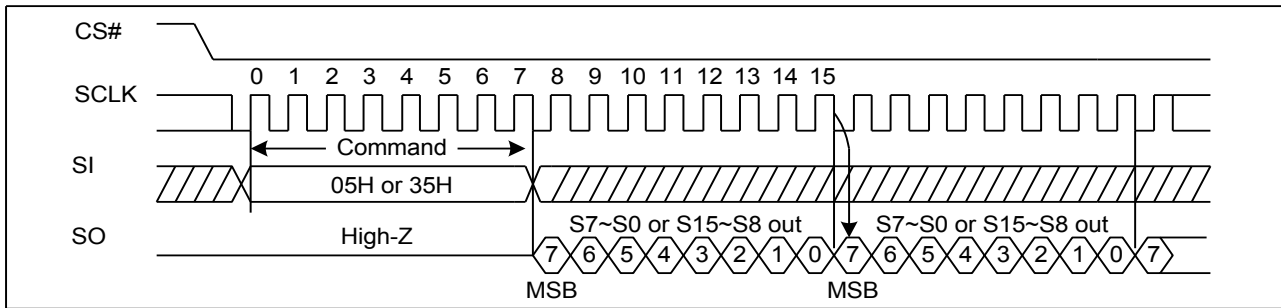 CS#
0 1 2 3 4 5 6 7 8 9 10 11 12 13 14 15
SCLK
Command
SI
05H or 35H
S7~S0 or S15~S8 out S7~S0 or S15~S8 out
SO
High-Z
7 6 5 4 3 2 1 0 7 6 5 4 3 2 1 0 7
MSB MSB